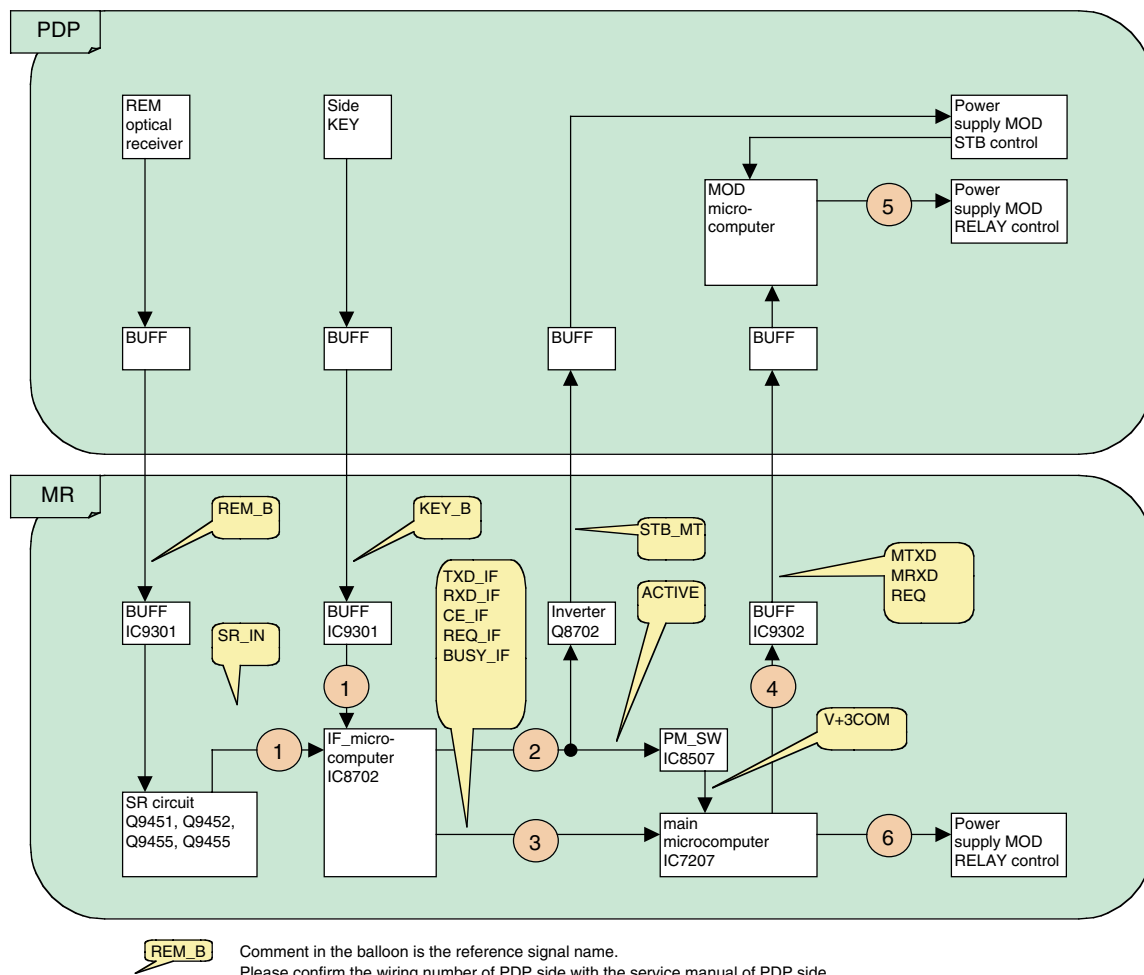 PDP
REM
optical
receiver
Side
KEY
Power
supply MOD
STB control
MOD
micro-
computer
5
Power
supply MOD
RELAY control
BUFF
BUFF
BUFF
BUFF
MR
REM_B
KEY_B
TXD_IF
RXD_IF
CE_IF
REQ_IF
BUSY_IF
STB_MT
ACTIVE
MTXD
MRXD
REQ
BUFF
IC9301
SR_IN
BUFF
IC9301
Inverter
Q8702
BUFF
IC9302
1
4
V+3COM
1
IF_micro-
computer
IC8702
2
PM_SW
IC8507
SR circuit
Q9451, Q9452,
Q9455, Q9455
3
main
microcomputer
IC7207
6
Power
supply MOD
RELAY control
REM_B
Comment in the balloon is the reference signal name.
Please confirm the wiring number of PDP side with the service manual of PDP side